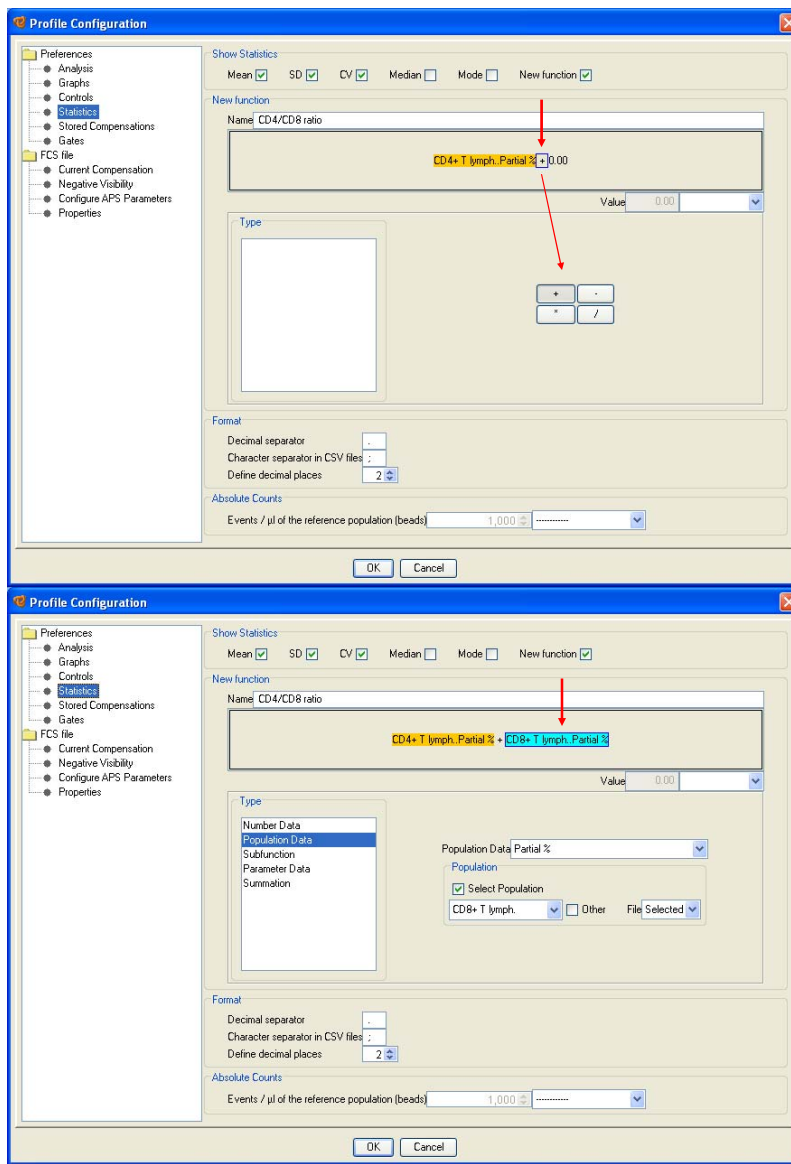 Profile Configuration
Preferences
Analysis
Graphs
Controls
Statistics
Stored Compensations
Gates
FCS file
Current Compensation
Negative Visibility
Configure APS Parameters
Properties
Show Statistics
Mean SD CV Median Mode New function
New function
Name CD4/CD8 ratio
CD4+ T lymph..Partial % + 0.00
Value 0.00
Type
+ -
* /
Format
Decimal separator .
Character separator in CSV files ;
Define decimal places 2
Absolute Counts
Events / µl of the reference population (beads) 1,000 ------------
OK Cancel
Profile Configuration
Preferences
Analysis
Graphs
Controls
Statistics
Stored Compensations
Gates
FCS file
Current Compensation
Negative Visibility
Configure APS Parameters
Properties
Show Statistics
Mean SD CV Median Mode New function
New function
Name CD4/CD8 ratio
CD4+ T lymph..Partial % + CD8+ T lymph..Partial %
Value 0.00
Type
Number Data
Population Data
Subfunction
Parameter Data
Summation
Population Data Partial %
Population
Select Population
CD8+ T lymph. Other File Selected
Format
Decimal separator .
Character separator in CSV files ;
Define decimal places 2
Absolute Counts
Events / µl of the reference population (beads) 1,000 ------------
OK Cancel